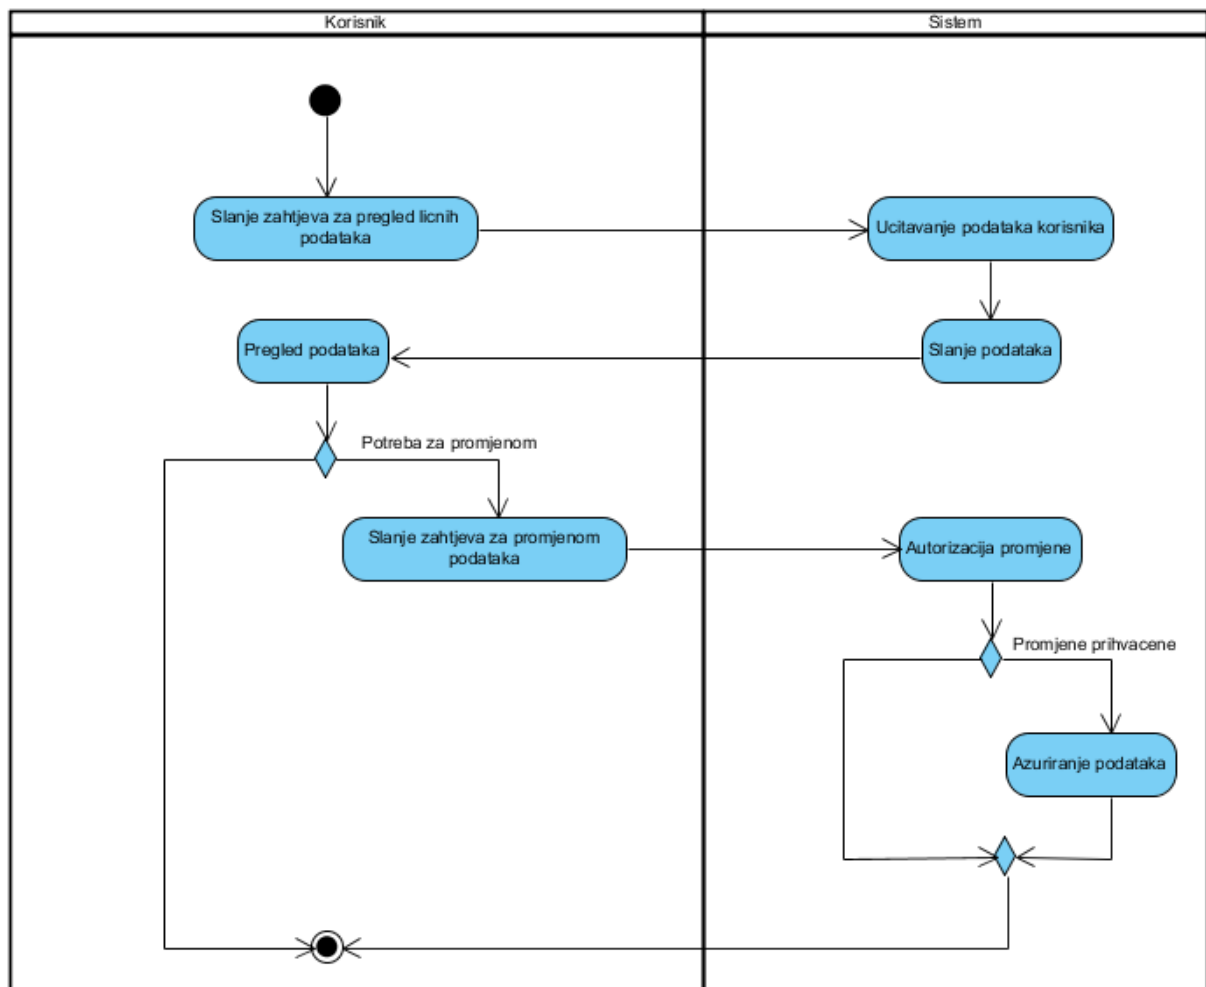 Korisnik
Sistem
Slanje zahtjeva za pregled licnih
podataka
Ucitavanje podataka korisnika
Pregled podataka
Slanje podataka
Potreba za promjenom
Slanje zahtjeva za promjenom
podataka
Autorizacija promjene
Promjene prihvacene
Azuriranje podataka